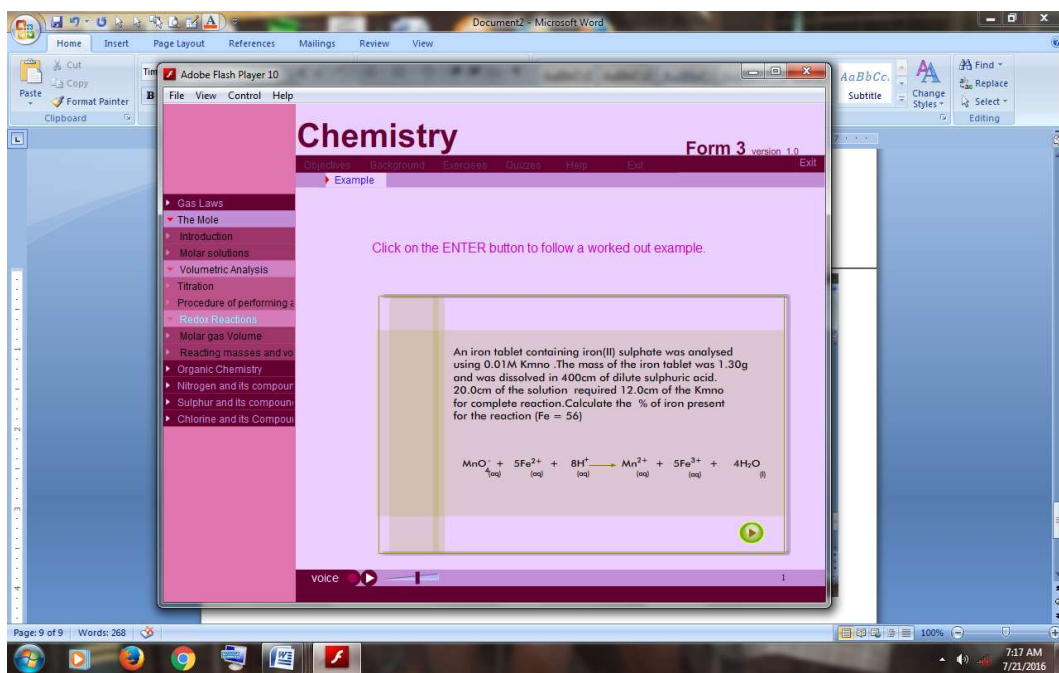 Document2 - Microsoft Word
Home Insert Page Layout References Mailings Review View
Cut
Copy
Paste
Format Painter
Clipboard
Tim
B
AaBbCc.
Subtitle
Change
Styles
Find
Replace
Select
Editing
Adobe Flash Player 10
File View Control Help
Chemistry
Form 3 version 1.0
Objectives Background Exercises Quizzes Help Exit
Exit
Example
Gas Laws
The Mole
Introduction
Molar solutions
Volumetric Analysis
Titration
Procedure of performing a
Redox Reactions
Molar gas Volume
Reacting masses and vo
Organic Chemistry
Nitrogen and its compoun
Sulphur and its compoun
Chlorine and its Compou
Click on the ENTER button to follow a worked out example.
An iron tablet containing iron(II) sulphate was analysed
using 0.01M Kmno .The mass of the iron tablet was 1.30g
and was dissolved in 400cm of dilute sulphuric acid.
20.0cm of the solution required 12.0cm of the Kmno
for complete reaction.Calculate the % of iron present
for the reaction (Fe = 56)
MnO₄⁻(aq) + 5Fe²⁺(aq) + 8H⁺(aq) → Mn²⁺(aq) + 5Fe³⁺(aq) + 4H₂O(l)
voice
1
Page: 9 of 9 Words: 268
100%
7:17 AM
7/21/2016